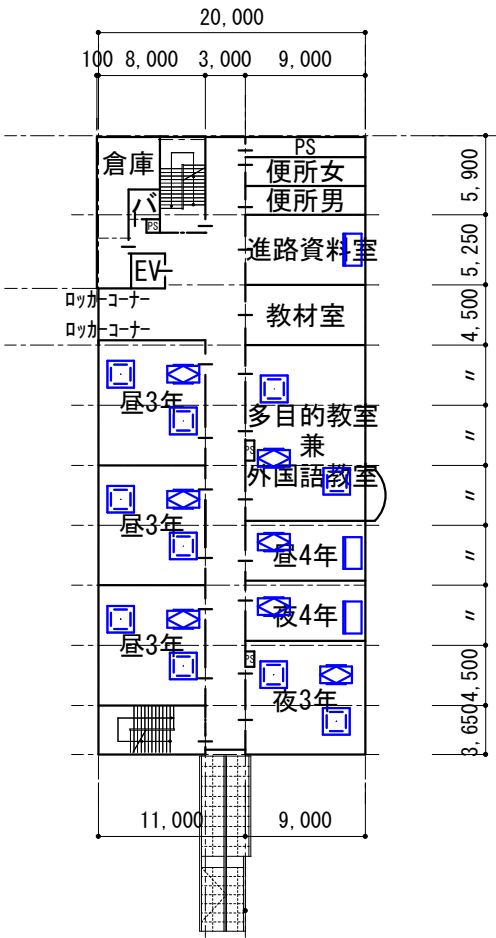 20,000
100 8,000 3,000 9,000
倉庫
PS
便所女
便所男
パ
PS
進路資料室
EV
教材室
ロッカーコーナー
ロッカーコーナー
5,900
5,250
4,500
〃
〃
〃
〃
4,500
3,650
昼3年
多目的教室
兼
外国語教室
PS
昼3年
昼4年
夜4年
昼3年
PS
夜3年
11,000 9,000